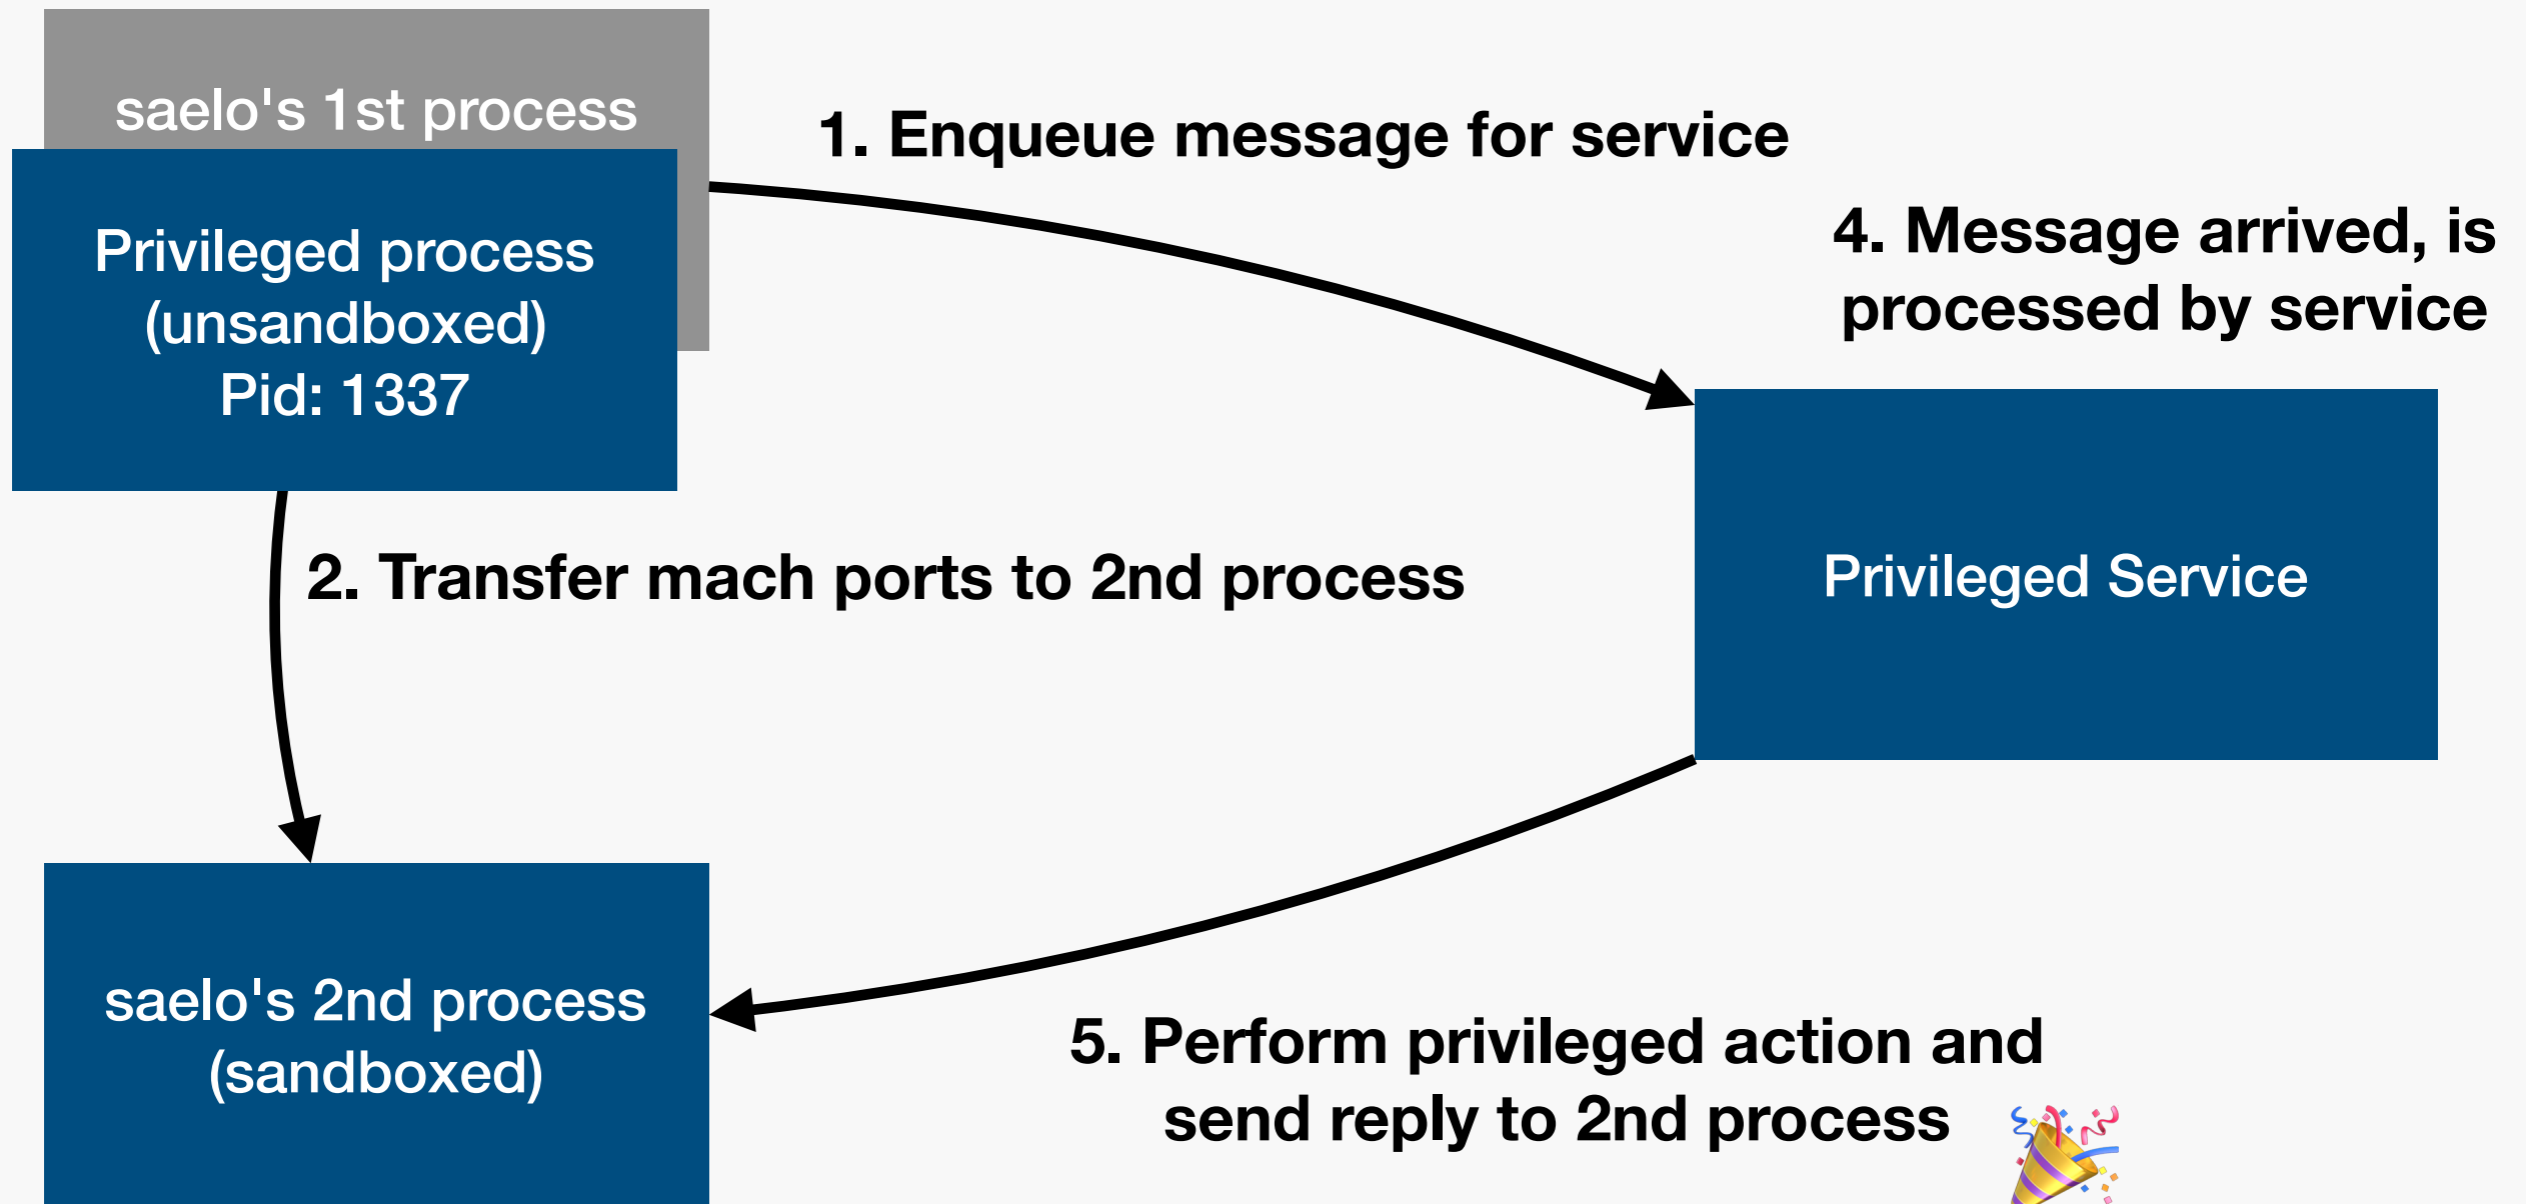 saelo's 1st process
Privileged process
(unsandboxed)
Pid: 1337
1. Enqueue message for service
4. Message arrived, is
processed by service
2. Transfer mach ports to 2nd process
Privileged Service
saelo's 2nd process
(sandboxed)
5. Perform privileged action and
send reply to 2nd process